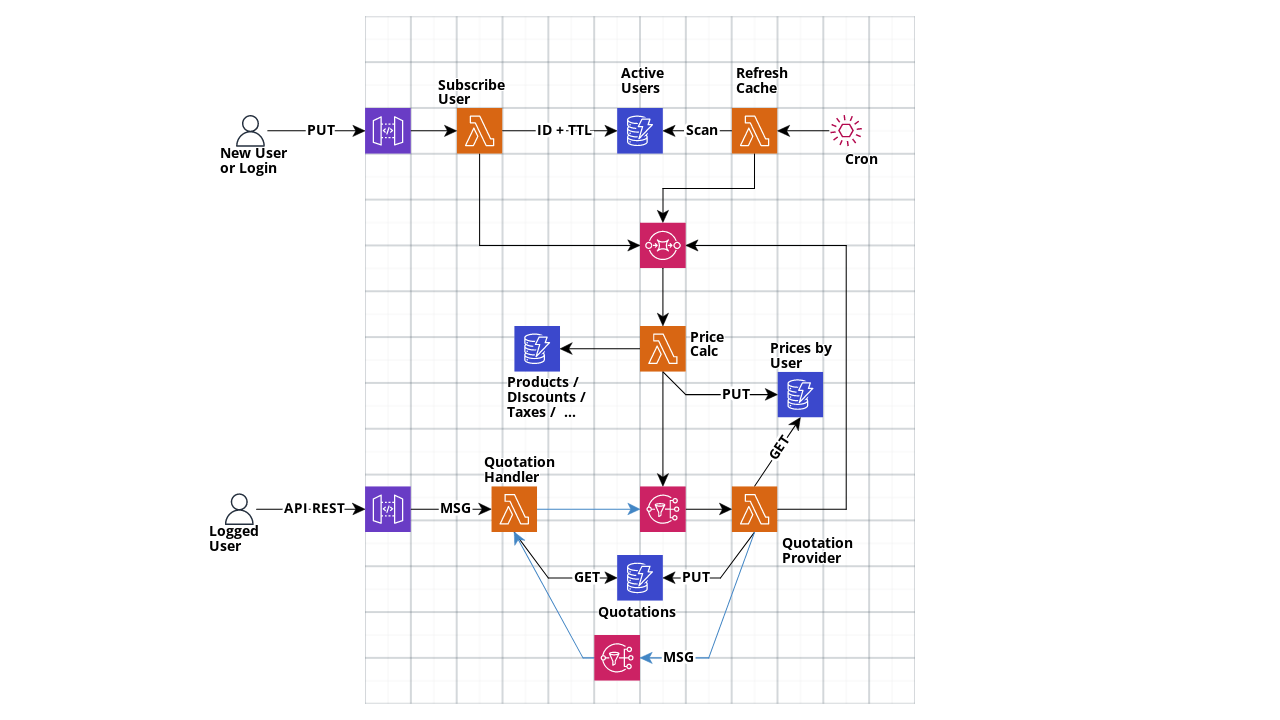 Active
Users
Refresh
Cache
Subscribe
User
PUT
ID + TTL
Scan
New User
or Login
Cron
Price
Calc
Prices by
User
Products /
DIscounts /
Taxes /  ...
PUT
GET
Quotation
Handler
API REST
MSG
Logged
User
Quotation
Provider
GET
PUT
Quotations
MSG